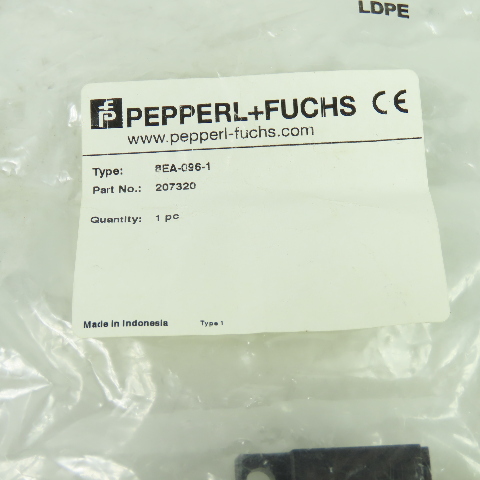 LDPE
PEPPERL+FUCHS CE
www.pepperl-fuchs.com
Type: BEA-096-1
Part No.: 207320
Quantity: 1 pc
Made in Indonesia Type 1